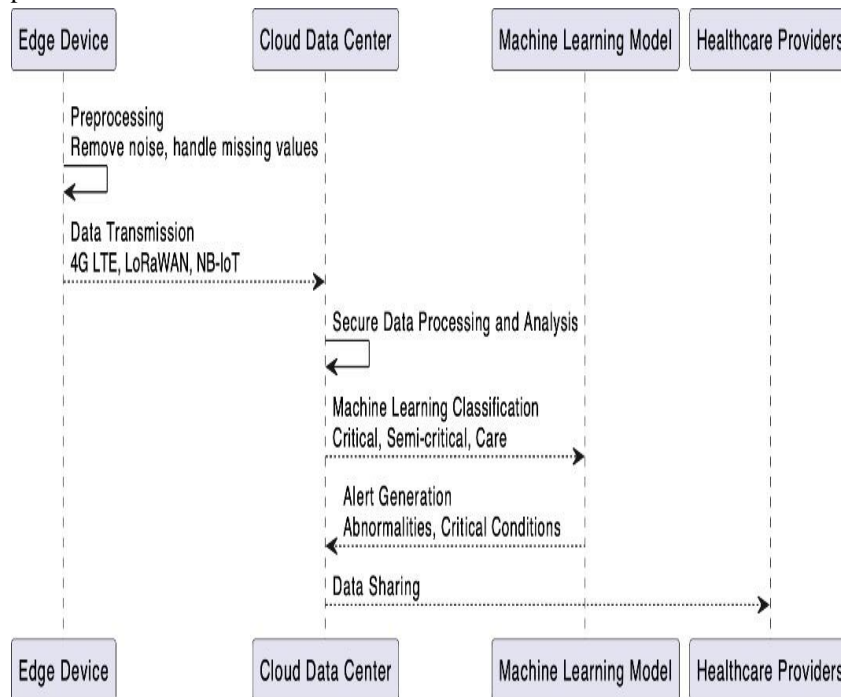 Edge Device
Cloud Data Center
Machine Learning Model
Healthcare Providers
Preprocessing
Remove noise, handle missing values
Data Transmission
4G LTE, LoRaWAN, NB-IoT
Secure Data Processing and Analysis
Machine Learning Classification
Critical, Semi-critical, Care
Alert Generation
Abnormalities, Critical Conditions
Data Sharing
Edge Device
Cloud Data Center
Machine Learning Model
Healthcare Providers